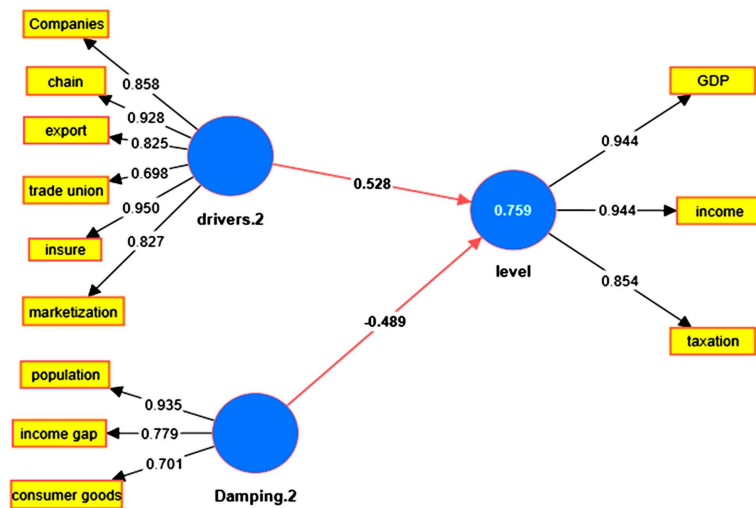 Companies
0.858
chain
0.928
export
0.825
trade union
0.698
insure
0.950
marketization
0.827
drivers.2
0.528
population
0.935
income gap
0.779
consumer goods
0.701
Damping.2
-0.489
0.759
level
GDP
0.944
income
0.944
taxation
0.854